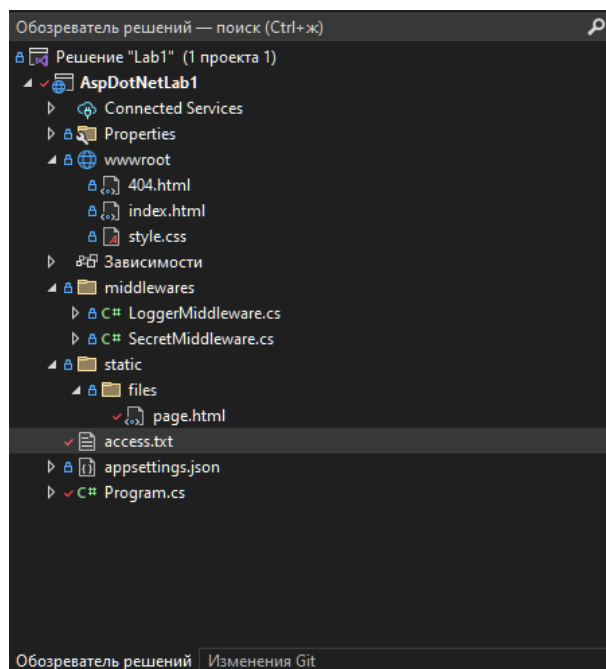 Обозреватель решений — поиск (Ctrl+ж)
Решение "Lab1" (1 проекта 1)
AspDotNetLab1
Connected Services
Properties
wwwroot
404.html
index.html
style.css
Зависимости
middlewares
C# LoggerMiddleware.cs
C# SecretMiddleware.cs
static
files
page.html
access.txt
appsettings.json
C# Program.cs
Обозреватель решений Изменения Git